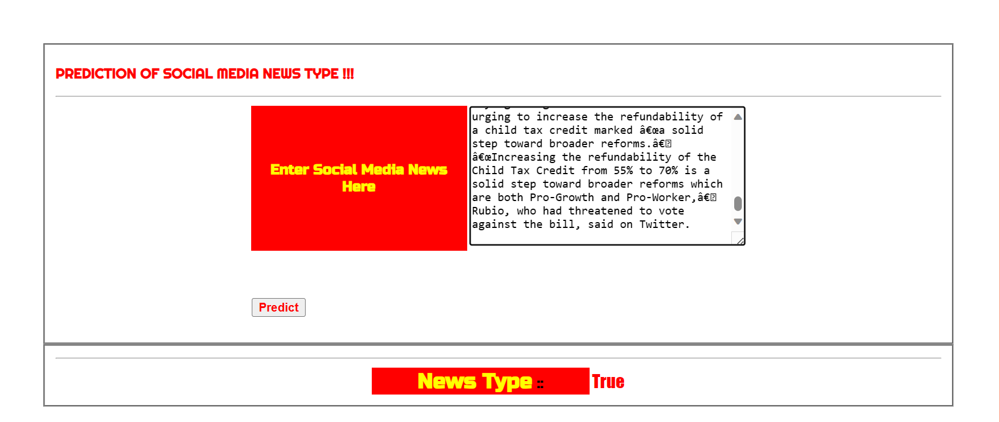 PREDICTION OF SOCIAL MEDIA NEWS TYPE !!!
Enter Social Media News
Here
urging to increase the refundability of
a child tax credit marked â€œa solid
step toward broader reforms.â€
â€œIncreasing the refundability of the
Child Tax Credit from 55% to 70% is a
solid step toward broader reforms which
are both Pro-Growth and Pro-Worker,â€
Rubio, who had threatened to vote
against the bill, said on Twitter.
Predict
News Type :: True